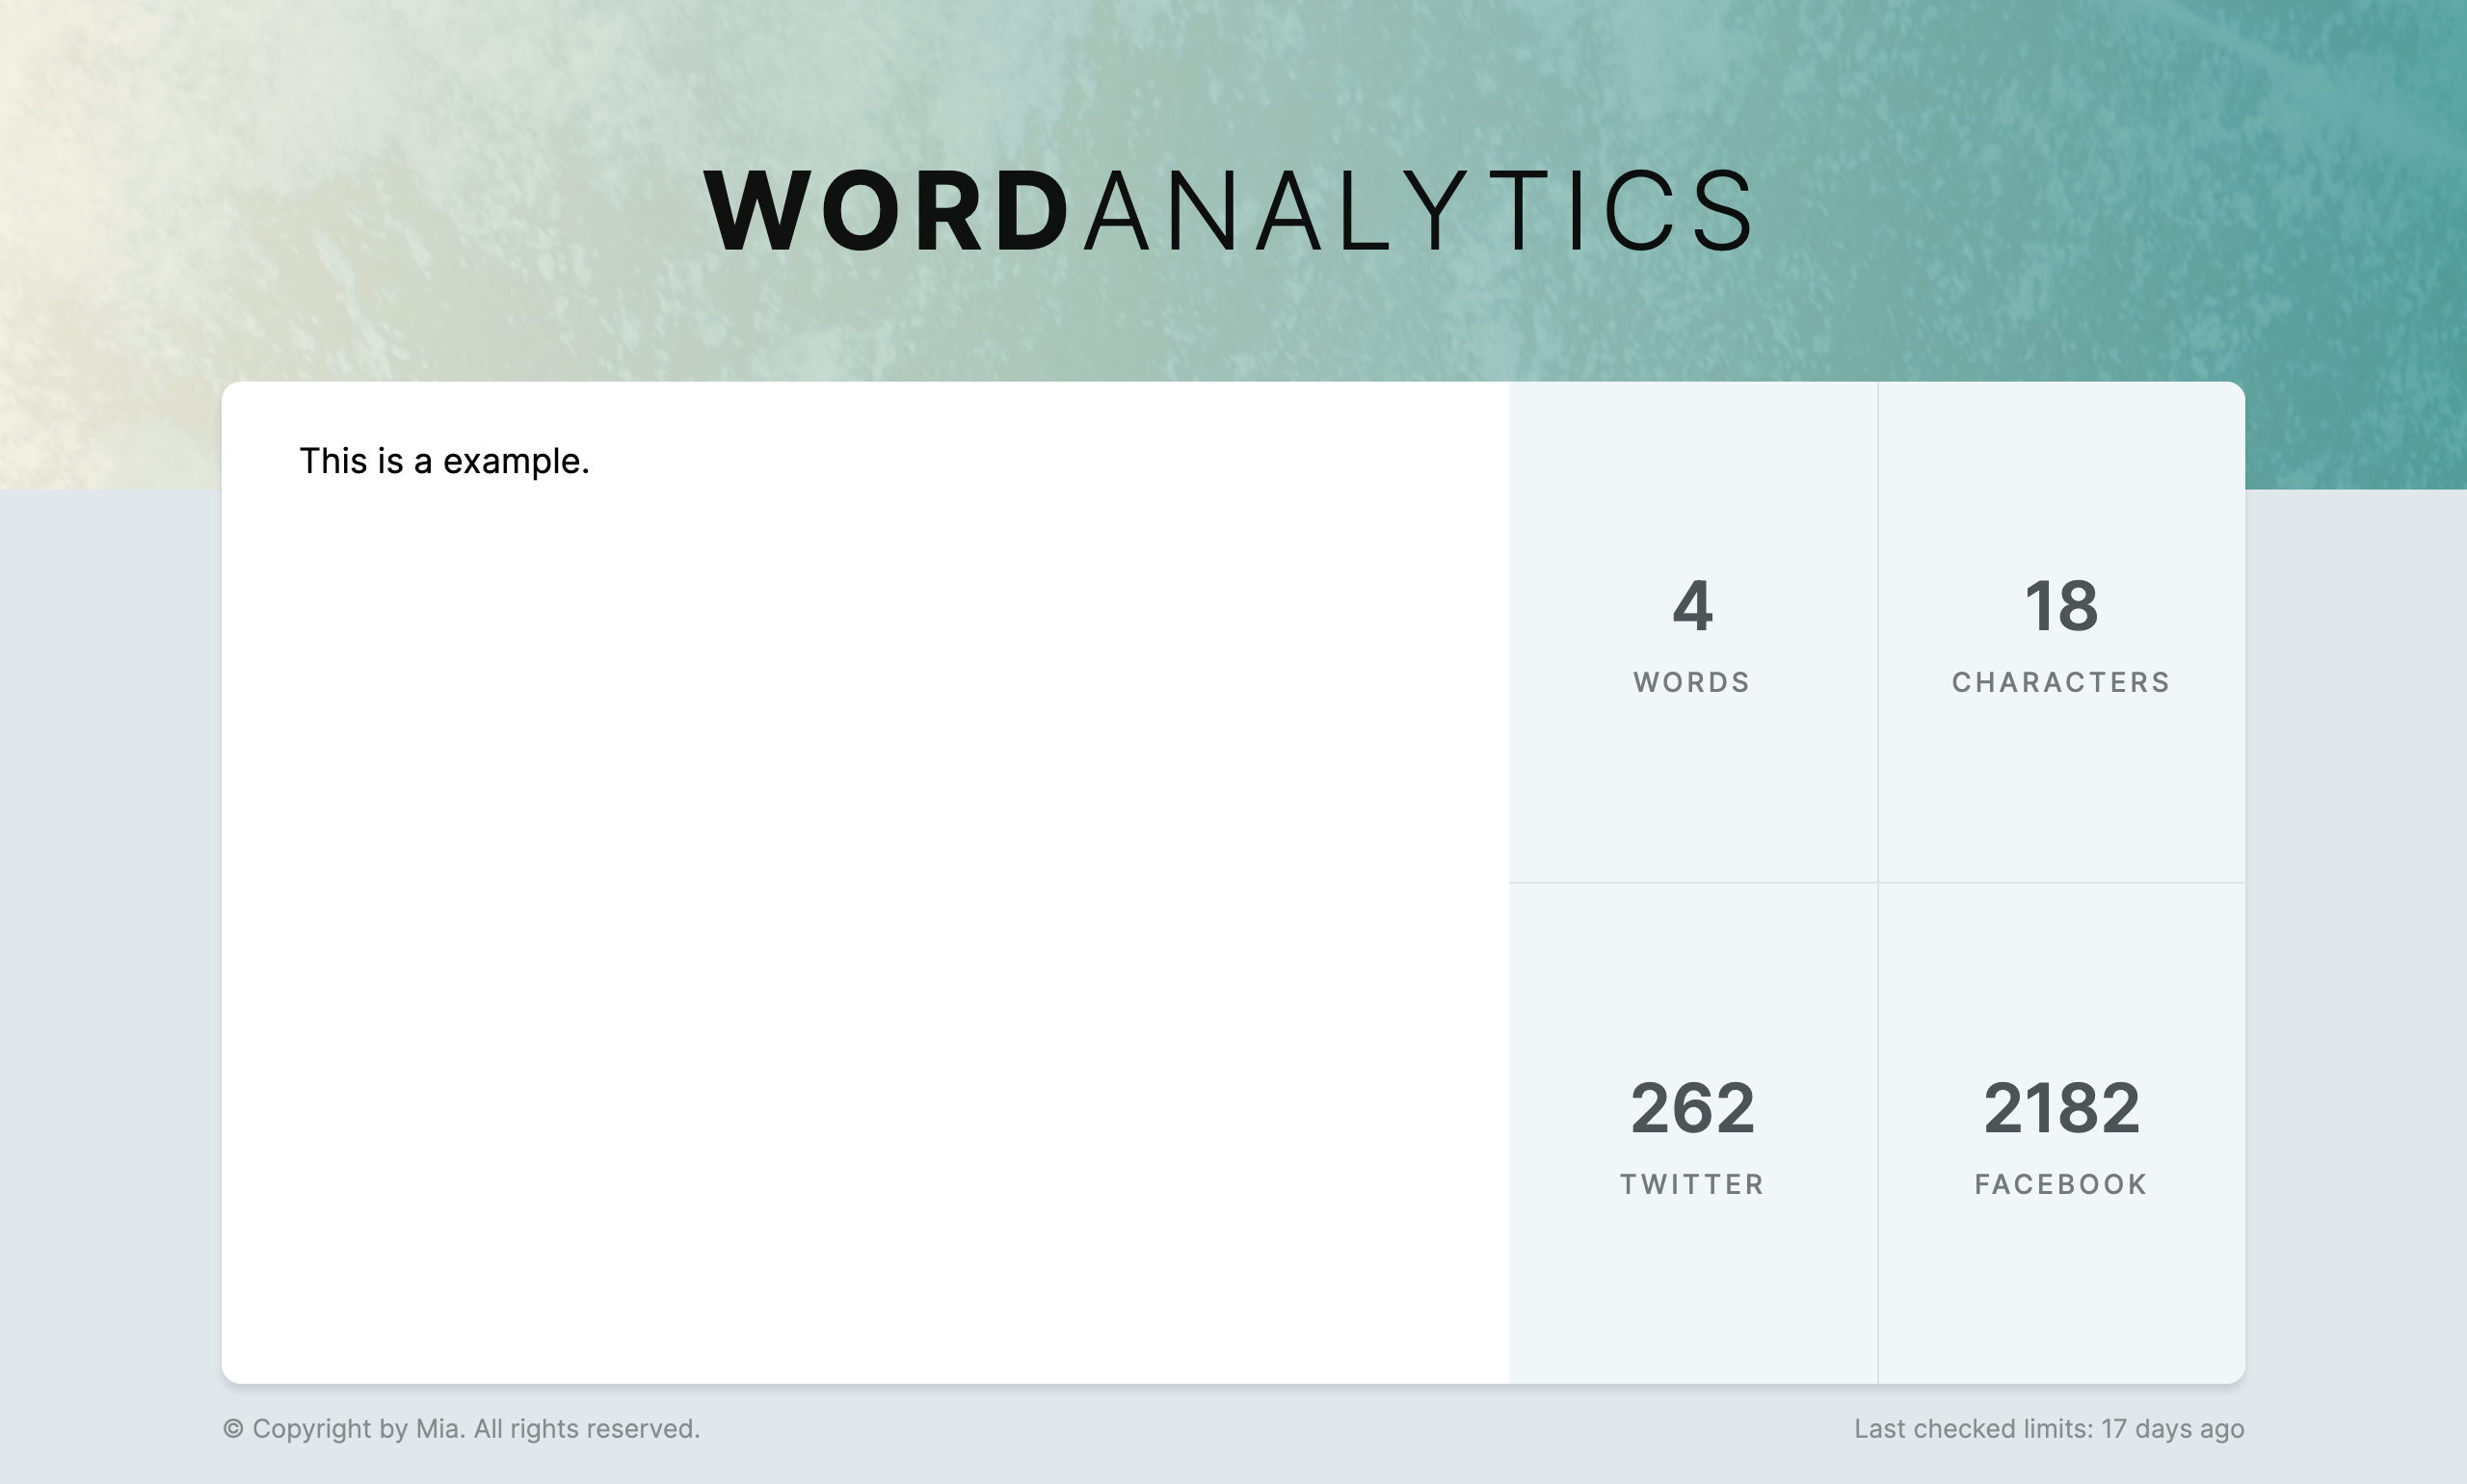 WORDANALYTICS
This is a example.
4
WORDS
18
CHARACTERS
262
TWITTER
2182
FACEBOOK
© Copyright by Mia. All rights reserved.
Last checked limits: 17 days ago